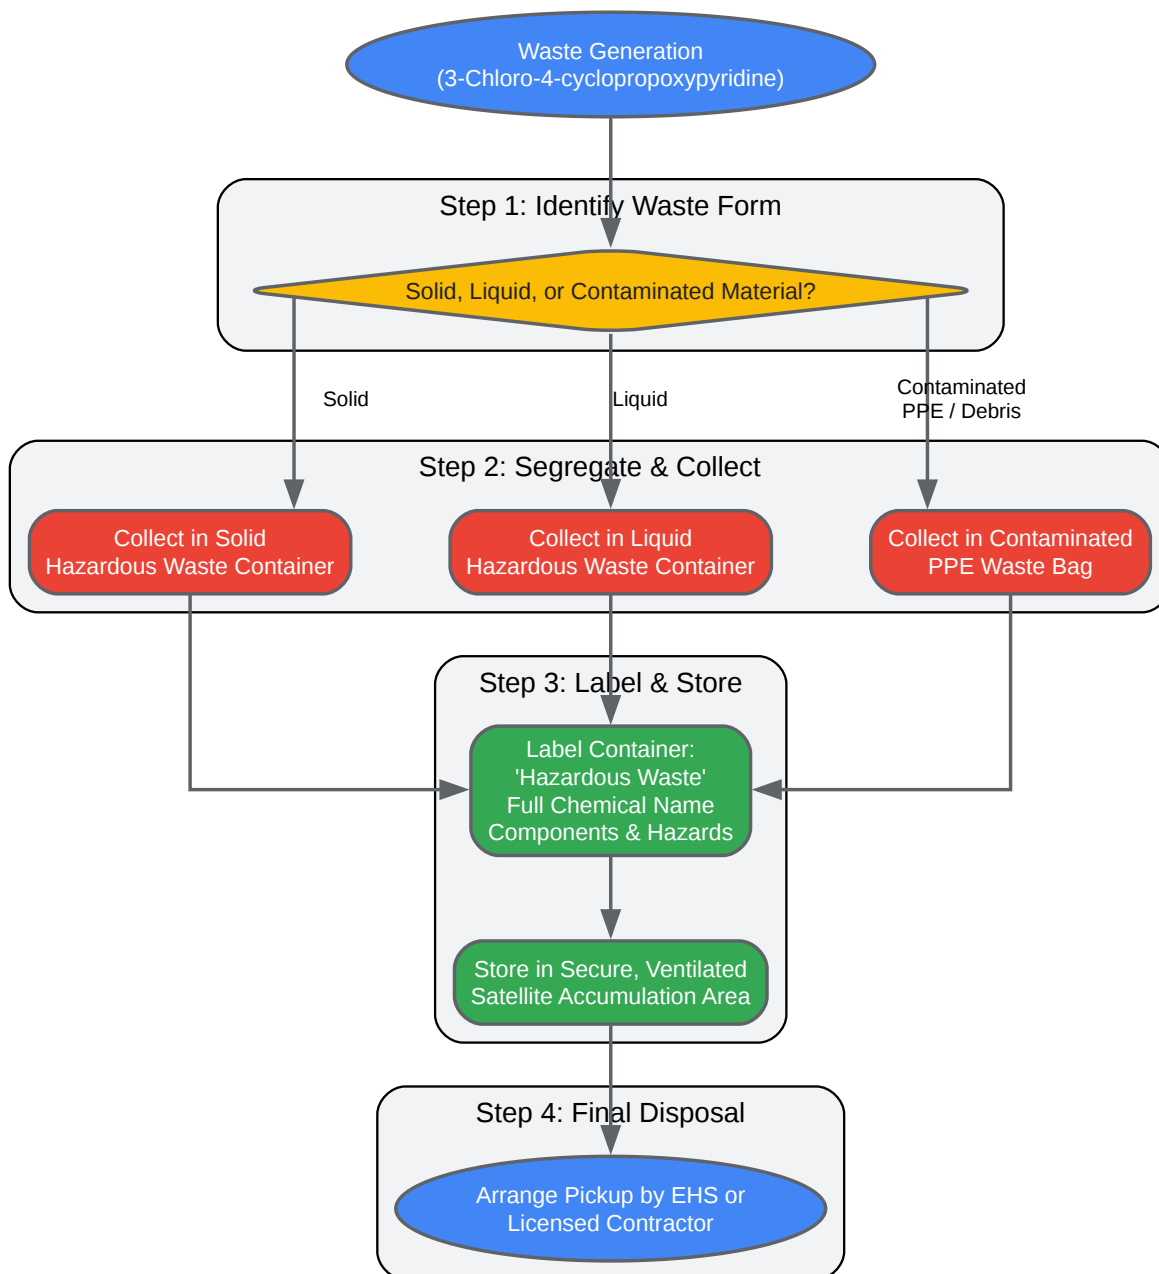 Waste Generation
(3-Chloro-4-cyclopropoxypyridine)
Step 1: Identify Waste Form
Solid, Liquid, or Contaminated Material?
Solid
Liquid
Contaminated
PPE / Debris
Step 2: Segregate & Collect
Collect in Solid
Hazardous Waste Container
Collect in Liquid
Hazardous Waste Container
Collect in Contaminated
PPE Waste Bag
Step 3: Label & Store
Label Container:
'Hazardous Waste'
Full Chemical Name
Components & Hazards
Store in Secure, Ventilated
Satellite Accumulation Area
Step 4: Final Disposal
Arrange Pickup by EHS or
Licensed Contractor